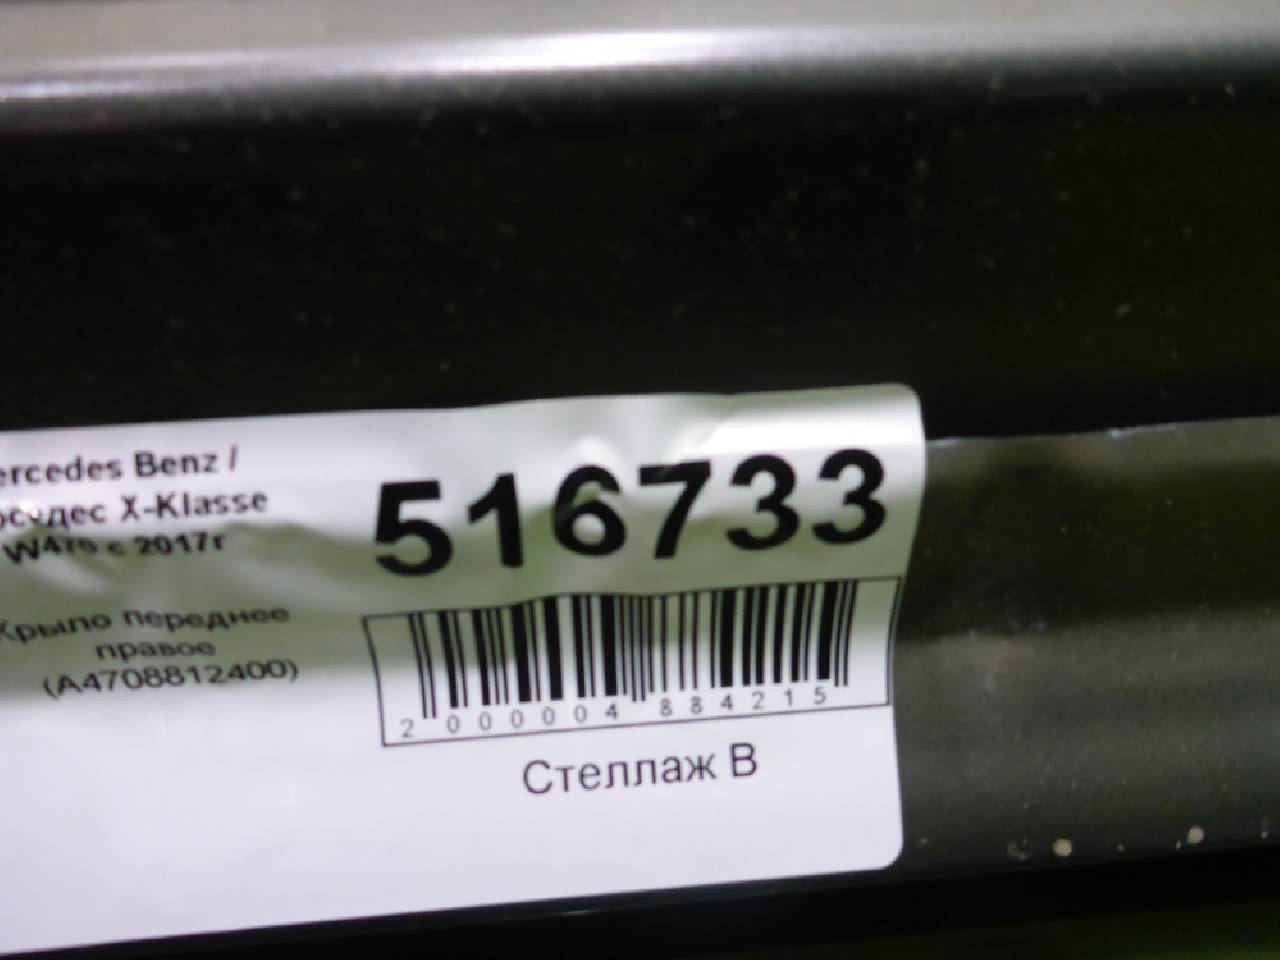 ercedes Benz /
рседес X-Klasse
W470 с 2017г
516733
Крыло переднее
правое
(A4708812400)
2 000004 884215
Стеллаж В